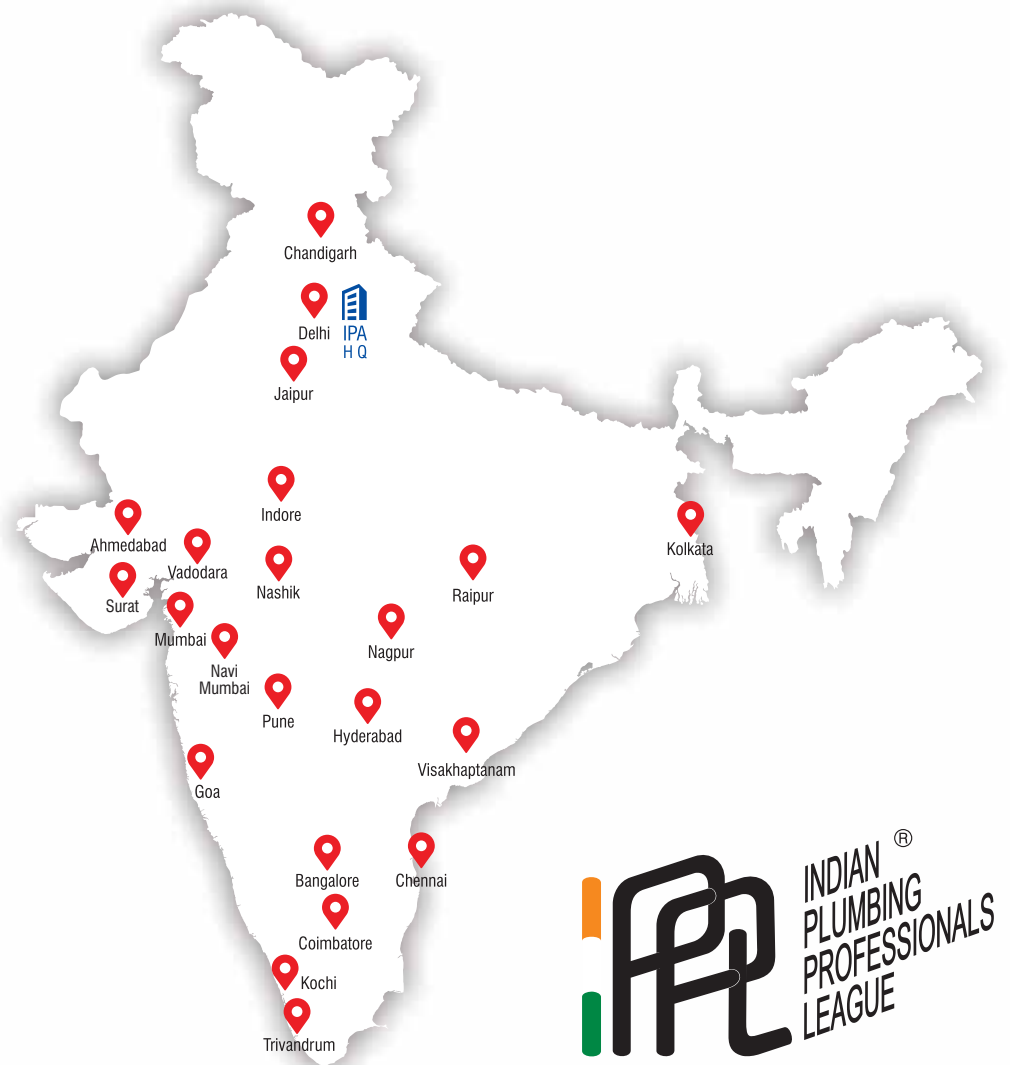 Chandigarh
Delhi
IPA
H Q
Jaipur
Indore
Ahmedabad
Vadodara
Kolkata
Surat
Nashik
Raipur
Mumbai
Nagpur
Navi
Mumbai
Pune
Hyderabad
Visakhaptanam
Goa
Bangalore
Chennai
Coimbatore
Kochi
Trivandrum
IPPL
®
INDIAN
PLUMBING
PROFESSIONALS
LEAGUE